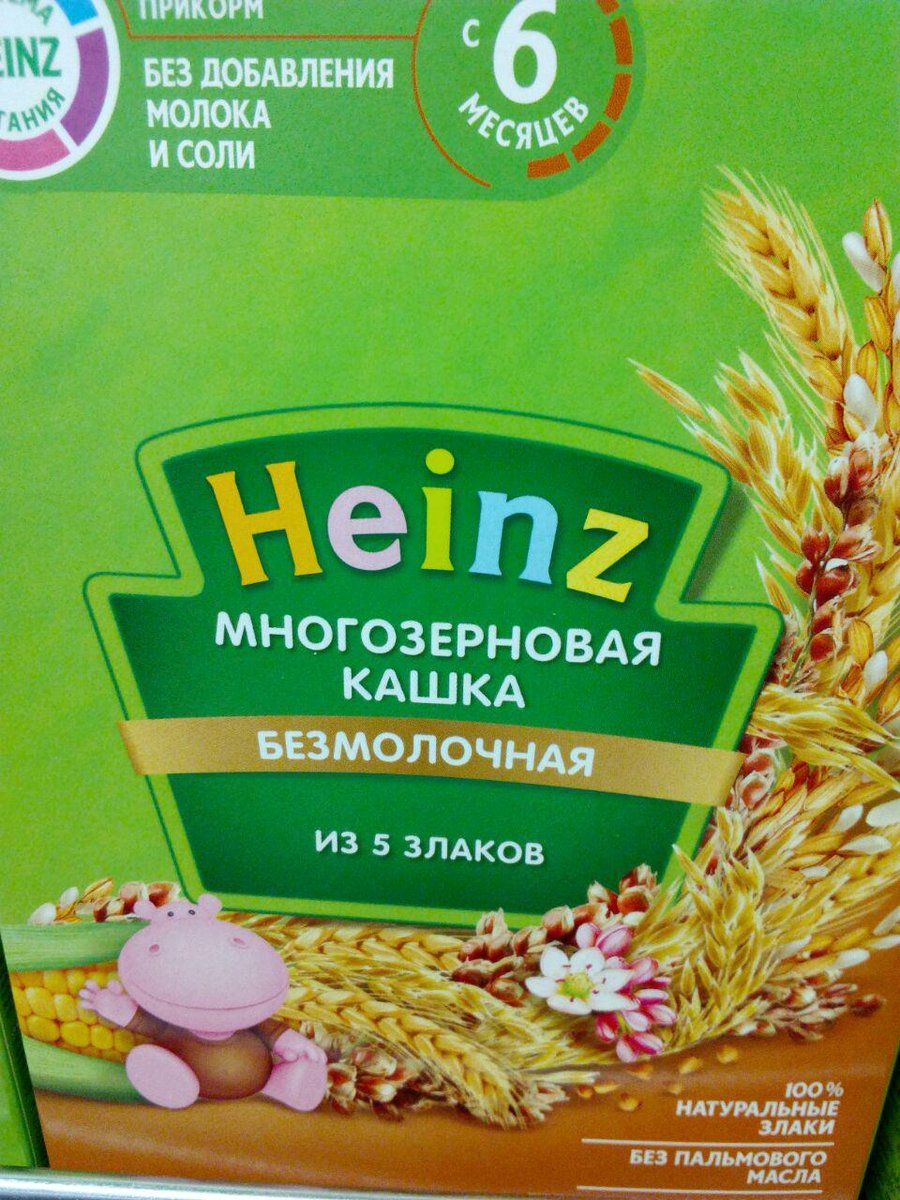 ПРИКОРМ
БЕЗ ДОБАВЛЕНИЯ
МОЛОКА
И СОЛИ
С 6
МЕСЯЦЕВ
Heinz
МНОГОЗЕРНОВАЯ
КАШКА
БЕЗМОЛОЧНАЯ
ИЗ 5 ЗЛАКОВ
100%
НАТУРАЛЬНЫЕ
ЗЛАКИ
БЕЗ ПАЛЬМОВОГО
МАСЛА